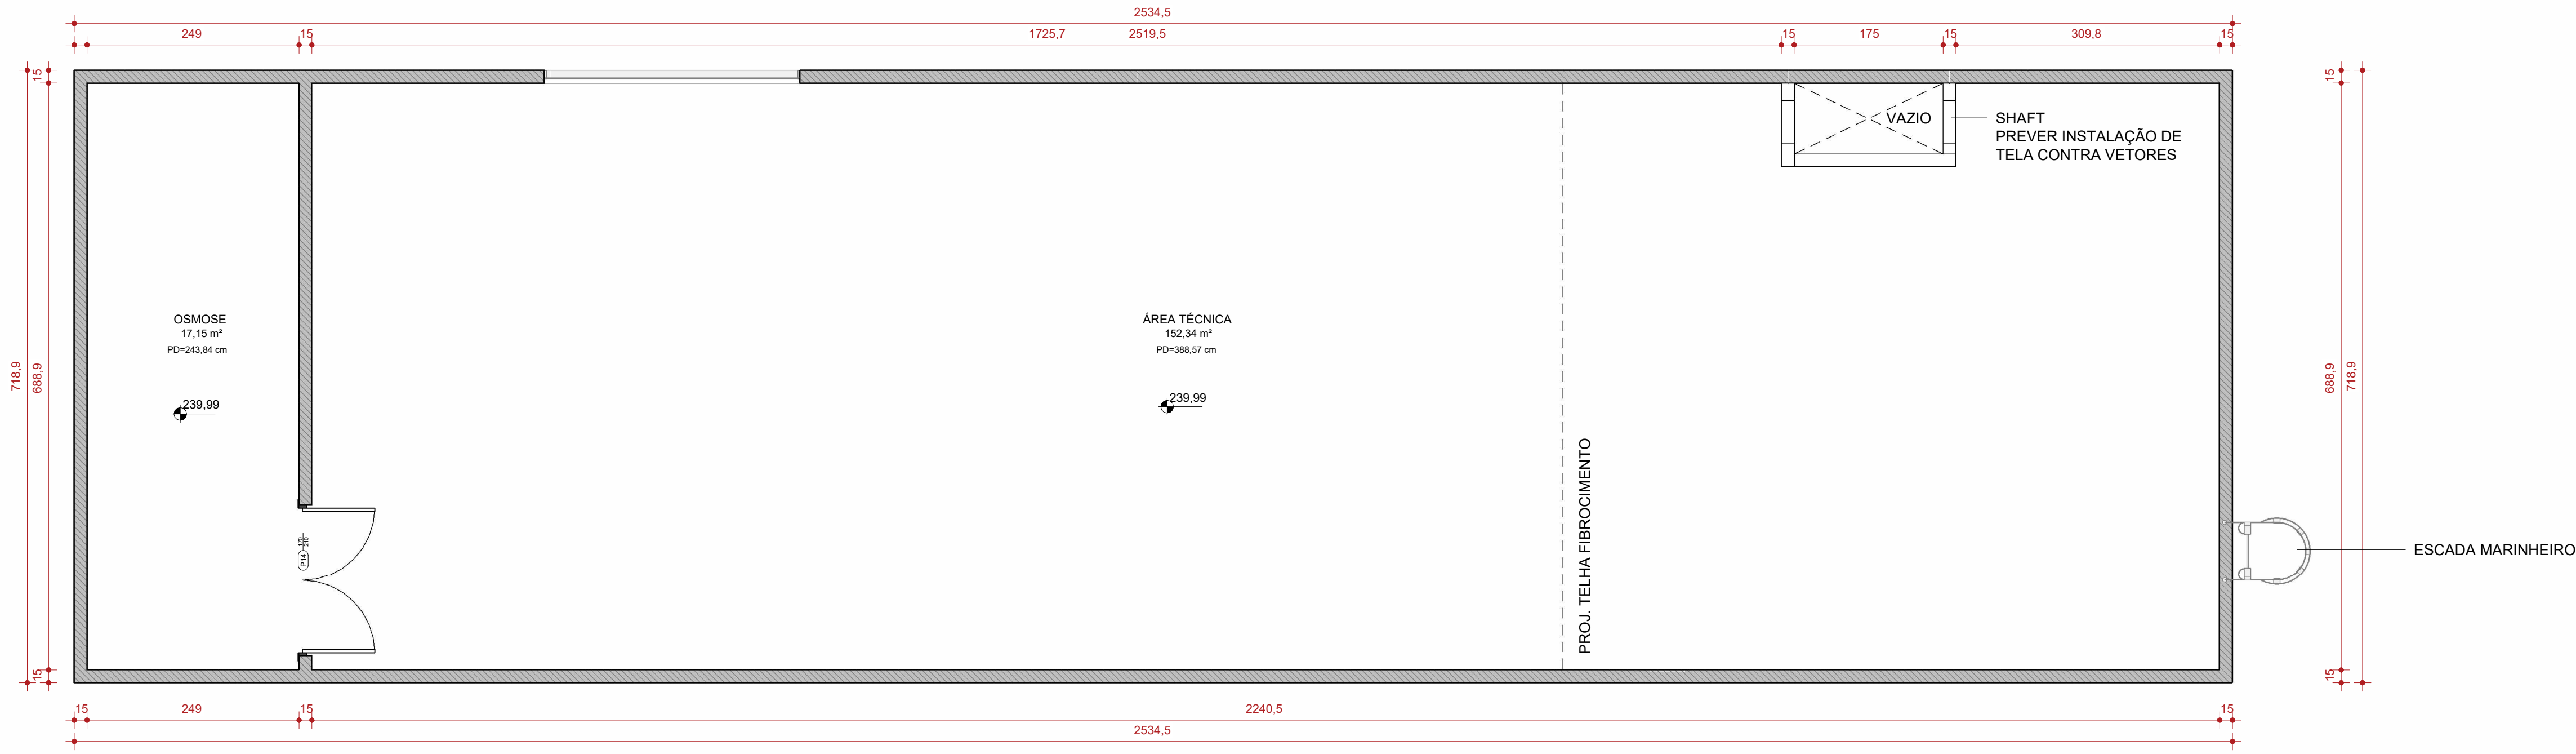 2534,5
249
15
1725,7
2519,5
15
175
15
309,8
15
15
15
VAZIO
SHAFT
PREVER INSTALAÇÃO DE
TELA CONTRA VETORES
OSMOSE
17,15 m²
PD=243,84 cm
239,99
ÁREA TÉCNICA
152,34 m²
PD=388,57 cm
239,99
718,9
688,9
688,9
718,9
PROJ. TELHA FIBROCIMENTO
P14
170
210
ESCADA MARINHEIRO
15
15
15
249
15
2240,5
15
2534,5